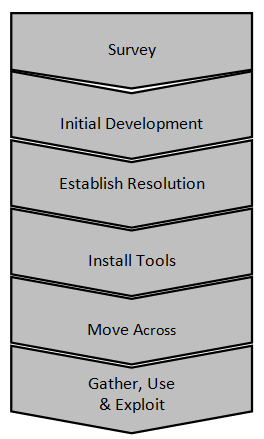 Survey
Initial Development
Establish Resolution
Install Tools
Move Across
Gather, Use
& Exploit